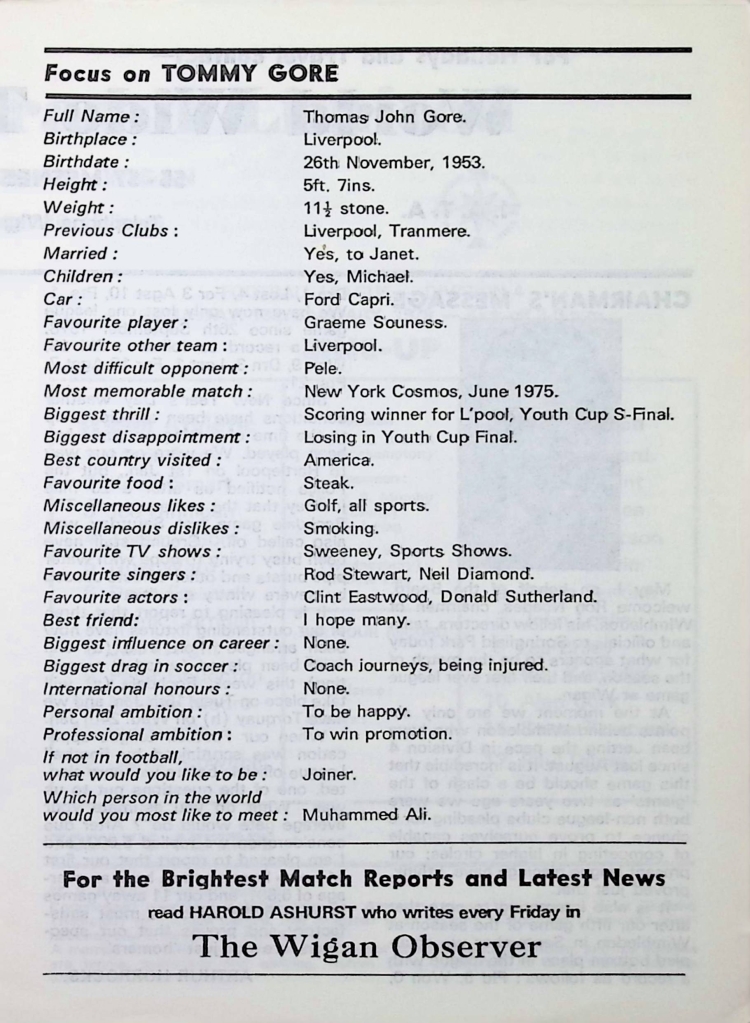 Focus on TOMMY GORE
Full Name : Thomas John Gore.
Birthplace : Liverpool.
Birthdate : 26th November, 1953.
Height : 5ft. 7ins.
Weight : 11½ stone.
Previous Clubs : Liverpool, Tranmere.
Married : Yes, to Janet.
Children : Yes, Michael.
Car : Ford Capri.
Favourite player : Graeme Souness.
Favourite other team : Liverpool.
Most difficult opponent : Pele.
Most memorable match : New York Cosmos, June 1975.
Biggest thrill : Scoring winner for L'pool, Youth Cup S-Final.
Biggest disappointment : Losing in Youth Cup Final.
Best country visited : America.
Favourite food : Steak.
Miscellaneous likes : Golf, all sports.
Miscellaneous dislikes : Smoking.
Favourite TV shows : Sweeney, Sports Shows.
Favourite singers : Rod Stewart, Neil Diamond.
Favourite actors : Clint Eastwood, Donald Sutherland.
Best friend: I hope many.
Biggest influence on career : None.
Biggest drag in soccer : Coach journeys, being injured.
International honours : None.
Personal ambition : To be happy.
Professional ambition : To win promotion.
If not in football,
what would you like to be : Joiner.
Which person in the world
would you most like to meet : Muhammed Ali.
For the Brightest Match Reports and Latest News
read HAROLD ASHURST who writes every Friday in
The Wigan Observer